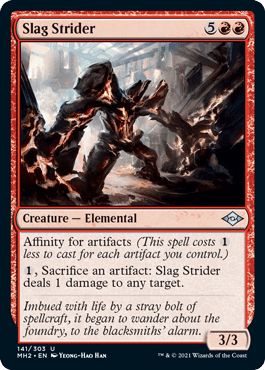 Slag Strider 5
Creature — Elemental
Affinity for artifacts (This spell costs 1
less to cast for each artifact you control.)
1, Sacrifice an artifact: Slag Strider
deals 1 damage to any target.
Imbued with life by a stray bolt of
spellcraft, it began to wander about the
foundry, to the blacksmiths' alarm.
3/3
141/303 U
MH2 • EN Yeong-Hao Han ™ & © 2021 Wizards of the Coast